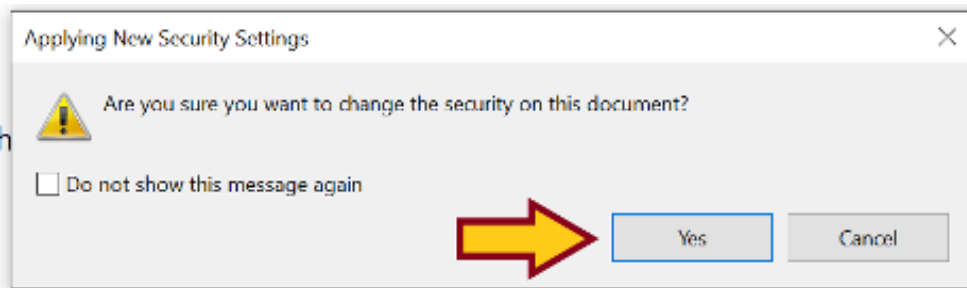 Applying New Security Settings
Are you sure you want to change the security on this document?
h
Do not show this message again
Yes
Cancel